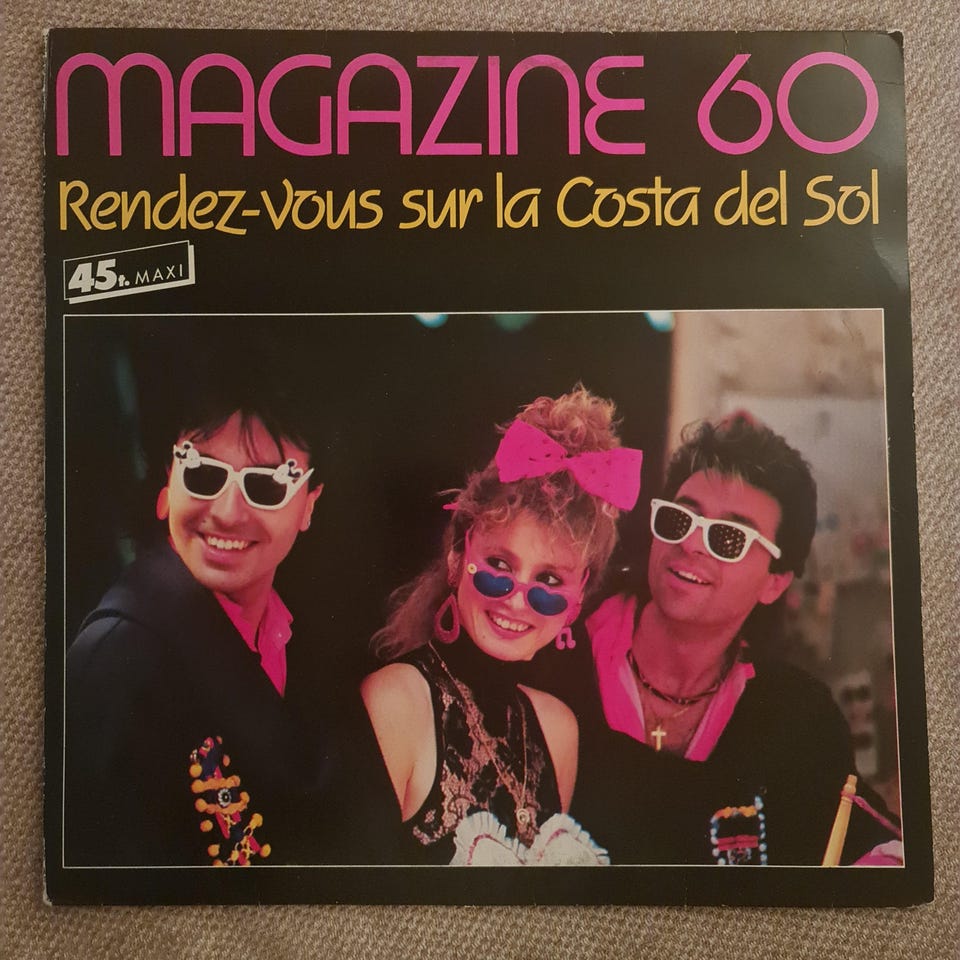 MAGAZINE 60
Rendez-vous sur la Costa del Sol
45t. MAXI